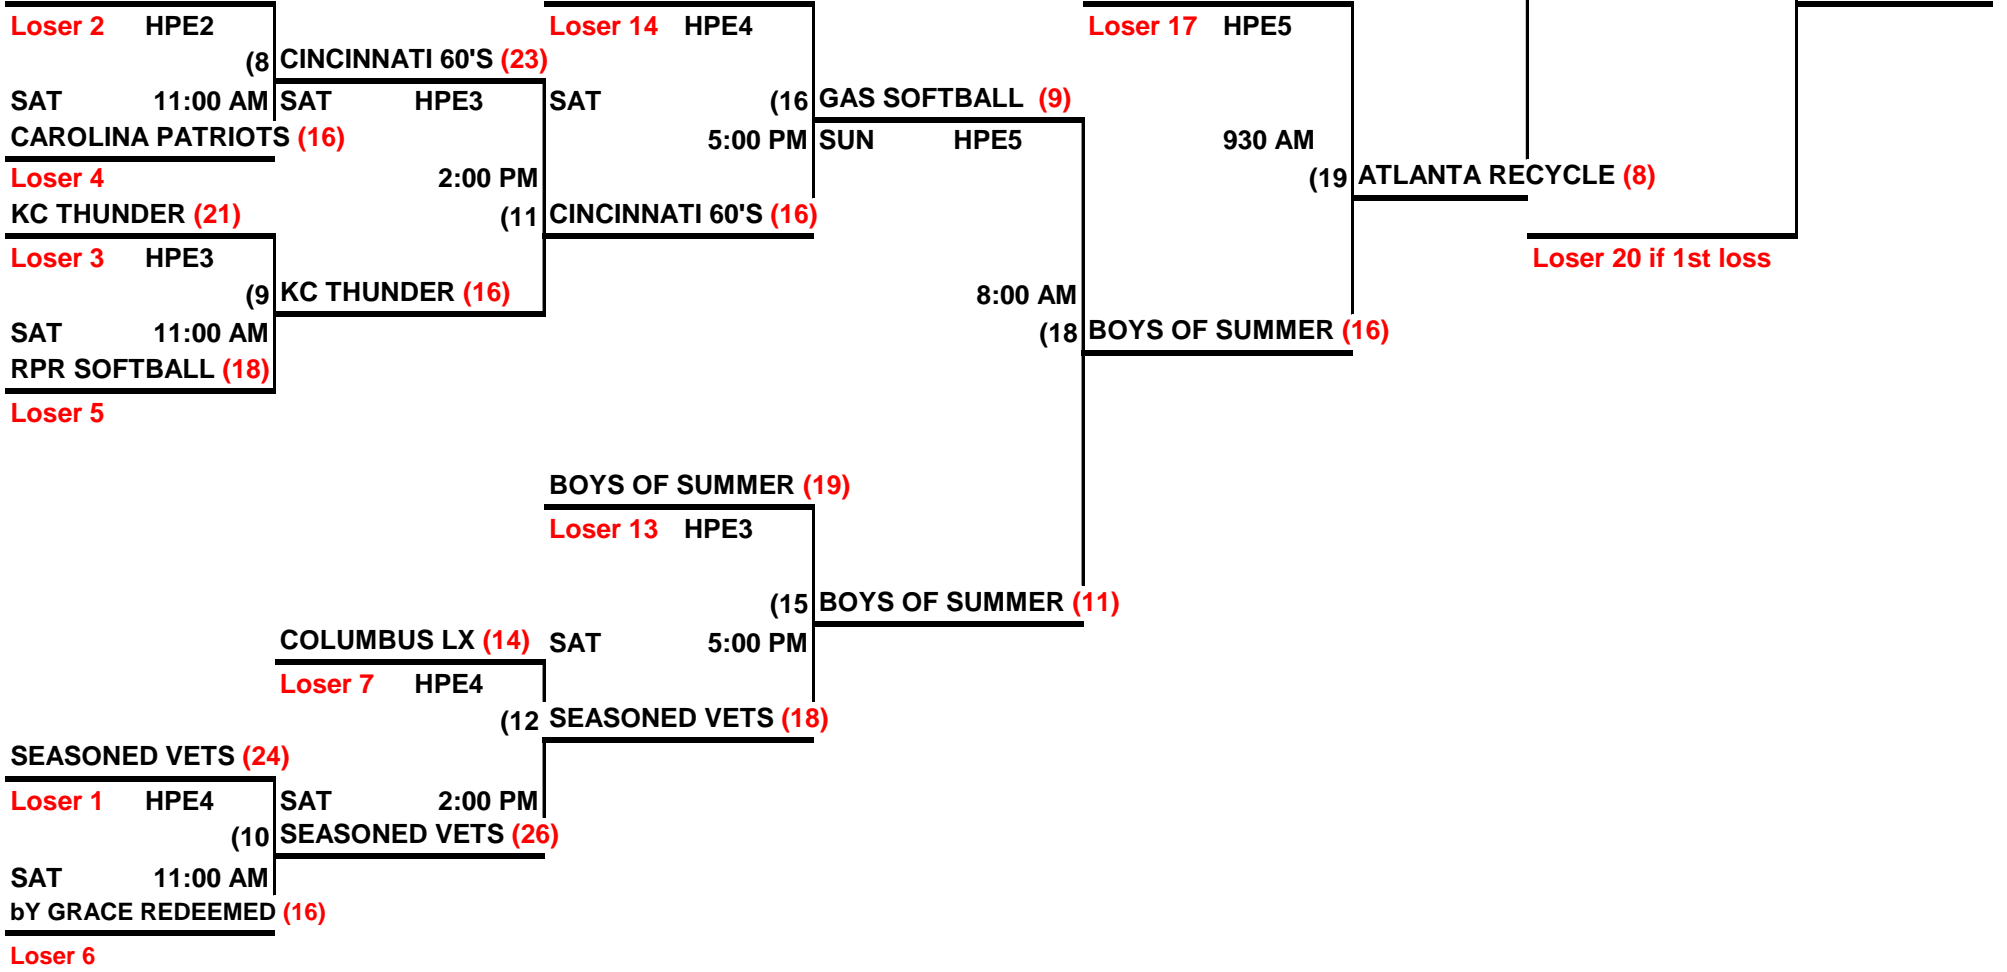 Loser 2 HPE2
Loser 14 HPE4
Loser 17 HPE5
(8 CINCINNATI 60'S (23)
SAT 11:00 AM SAT HPE3
SAT (16 GAS SOFTBALL (9)
CAROLINA PATRIOTS (16)
5:00 PM SUN HPE5
930 AM
Loser 4
2:00 PM
(19 ATLANTA RECYCLE (8)
KC THUNDER (21)
(11 CINCINNATI 60'S (16)
Loser 3 HPE3
Loser 20 if 1st loss
(9 KC THUNDER (16)
8:00 AM
SAT 11:00 AM
(18 BOYS OF SUMMER (16)
RPR SOFTBALL (18)
Loser 5
BOYS OF SUMMER (19)
Loser 13 HPE3
(15 BOYS OF SUMMER (11)
COLUMBUS LX (14) SAT 5:00 PM
Loser 7 HPE4
(12 SEASONED VETS (18)
SEASONED VETS (24)
Loser 1 HPE4 SAT 2:00 PM
(10 SEASONED VETS (26)
SAT 11:00 AM
bY GRACE REDEEMED (16)
Loser 6